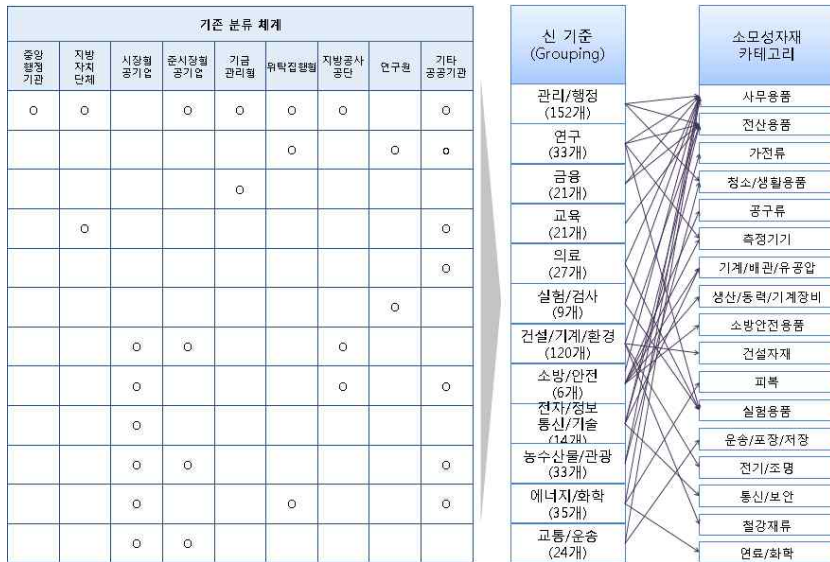 기존 분류 체계
중앙
행정
기관
지방
자치
단체
시장형
공기업
준시장형
공기업
기금
관리형
위탁집행형
지방공사
공단
연구원
기타
공공기관
O O O O O O O
O O O
O
O O
O
O
O O O
O O O
O
O O O
O O O
O O
신 기준
(Grouping)
관리/행정
(152개)
연구
(33개)
금융
(21개)
교육
(21개)
의료
(27개)
실험/검사
(9개)
건설/기계/환경
(120개)
소방/안전
(6개)
전자/정보
통신/기술
(14개)
농수산물/관광
(33개)
에너지/화학
(35개)
교통/운송
(24개)
소모성자재
카테고리
사무용품
전산용품
가전류
청소/생활용품
공구류
측정기기
기계/배관/유공압
생산/동력/기계장비
소방안전용품
건설자재
피복
실험용품
운송/포장/저장
전기/조명
통신/보안
철강재류
연료/화학